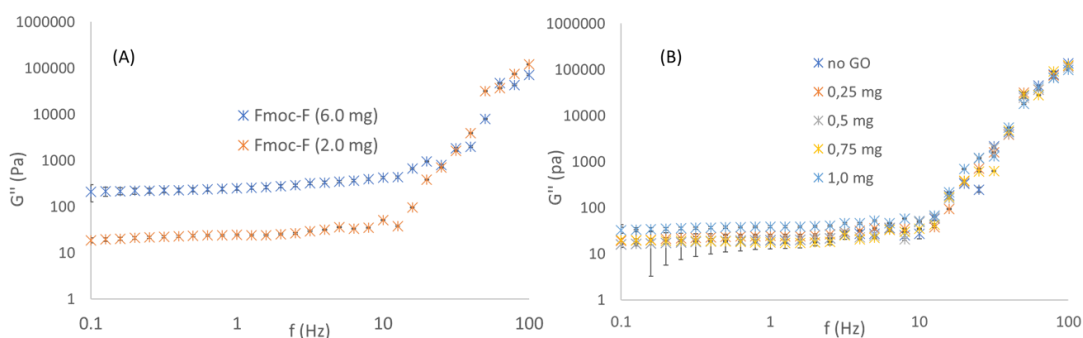 (A)
G'' (Pa)
1000000
100000
10000
1000
100
10
1
Fmoc-F (6.0 mg)
Fmoc-F (2.0 mg)
0.1 1 10 100
f (Hz)
(B)
G'' (pa)
1000000
100000
10000
1000
100
10
1
no GO
0,25 mg
0,5 mg
0,75 mg
1,0 mg
0.1 1 10 100
f (Hz)